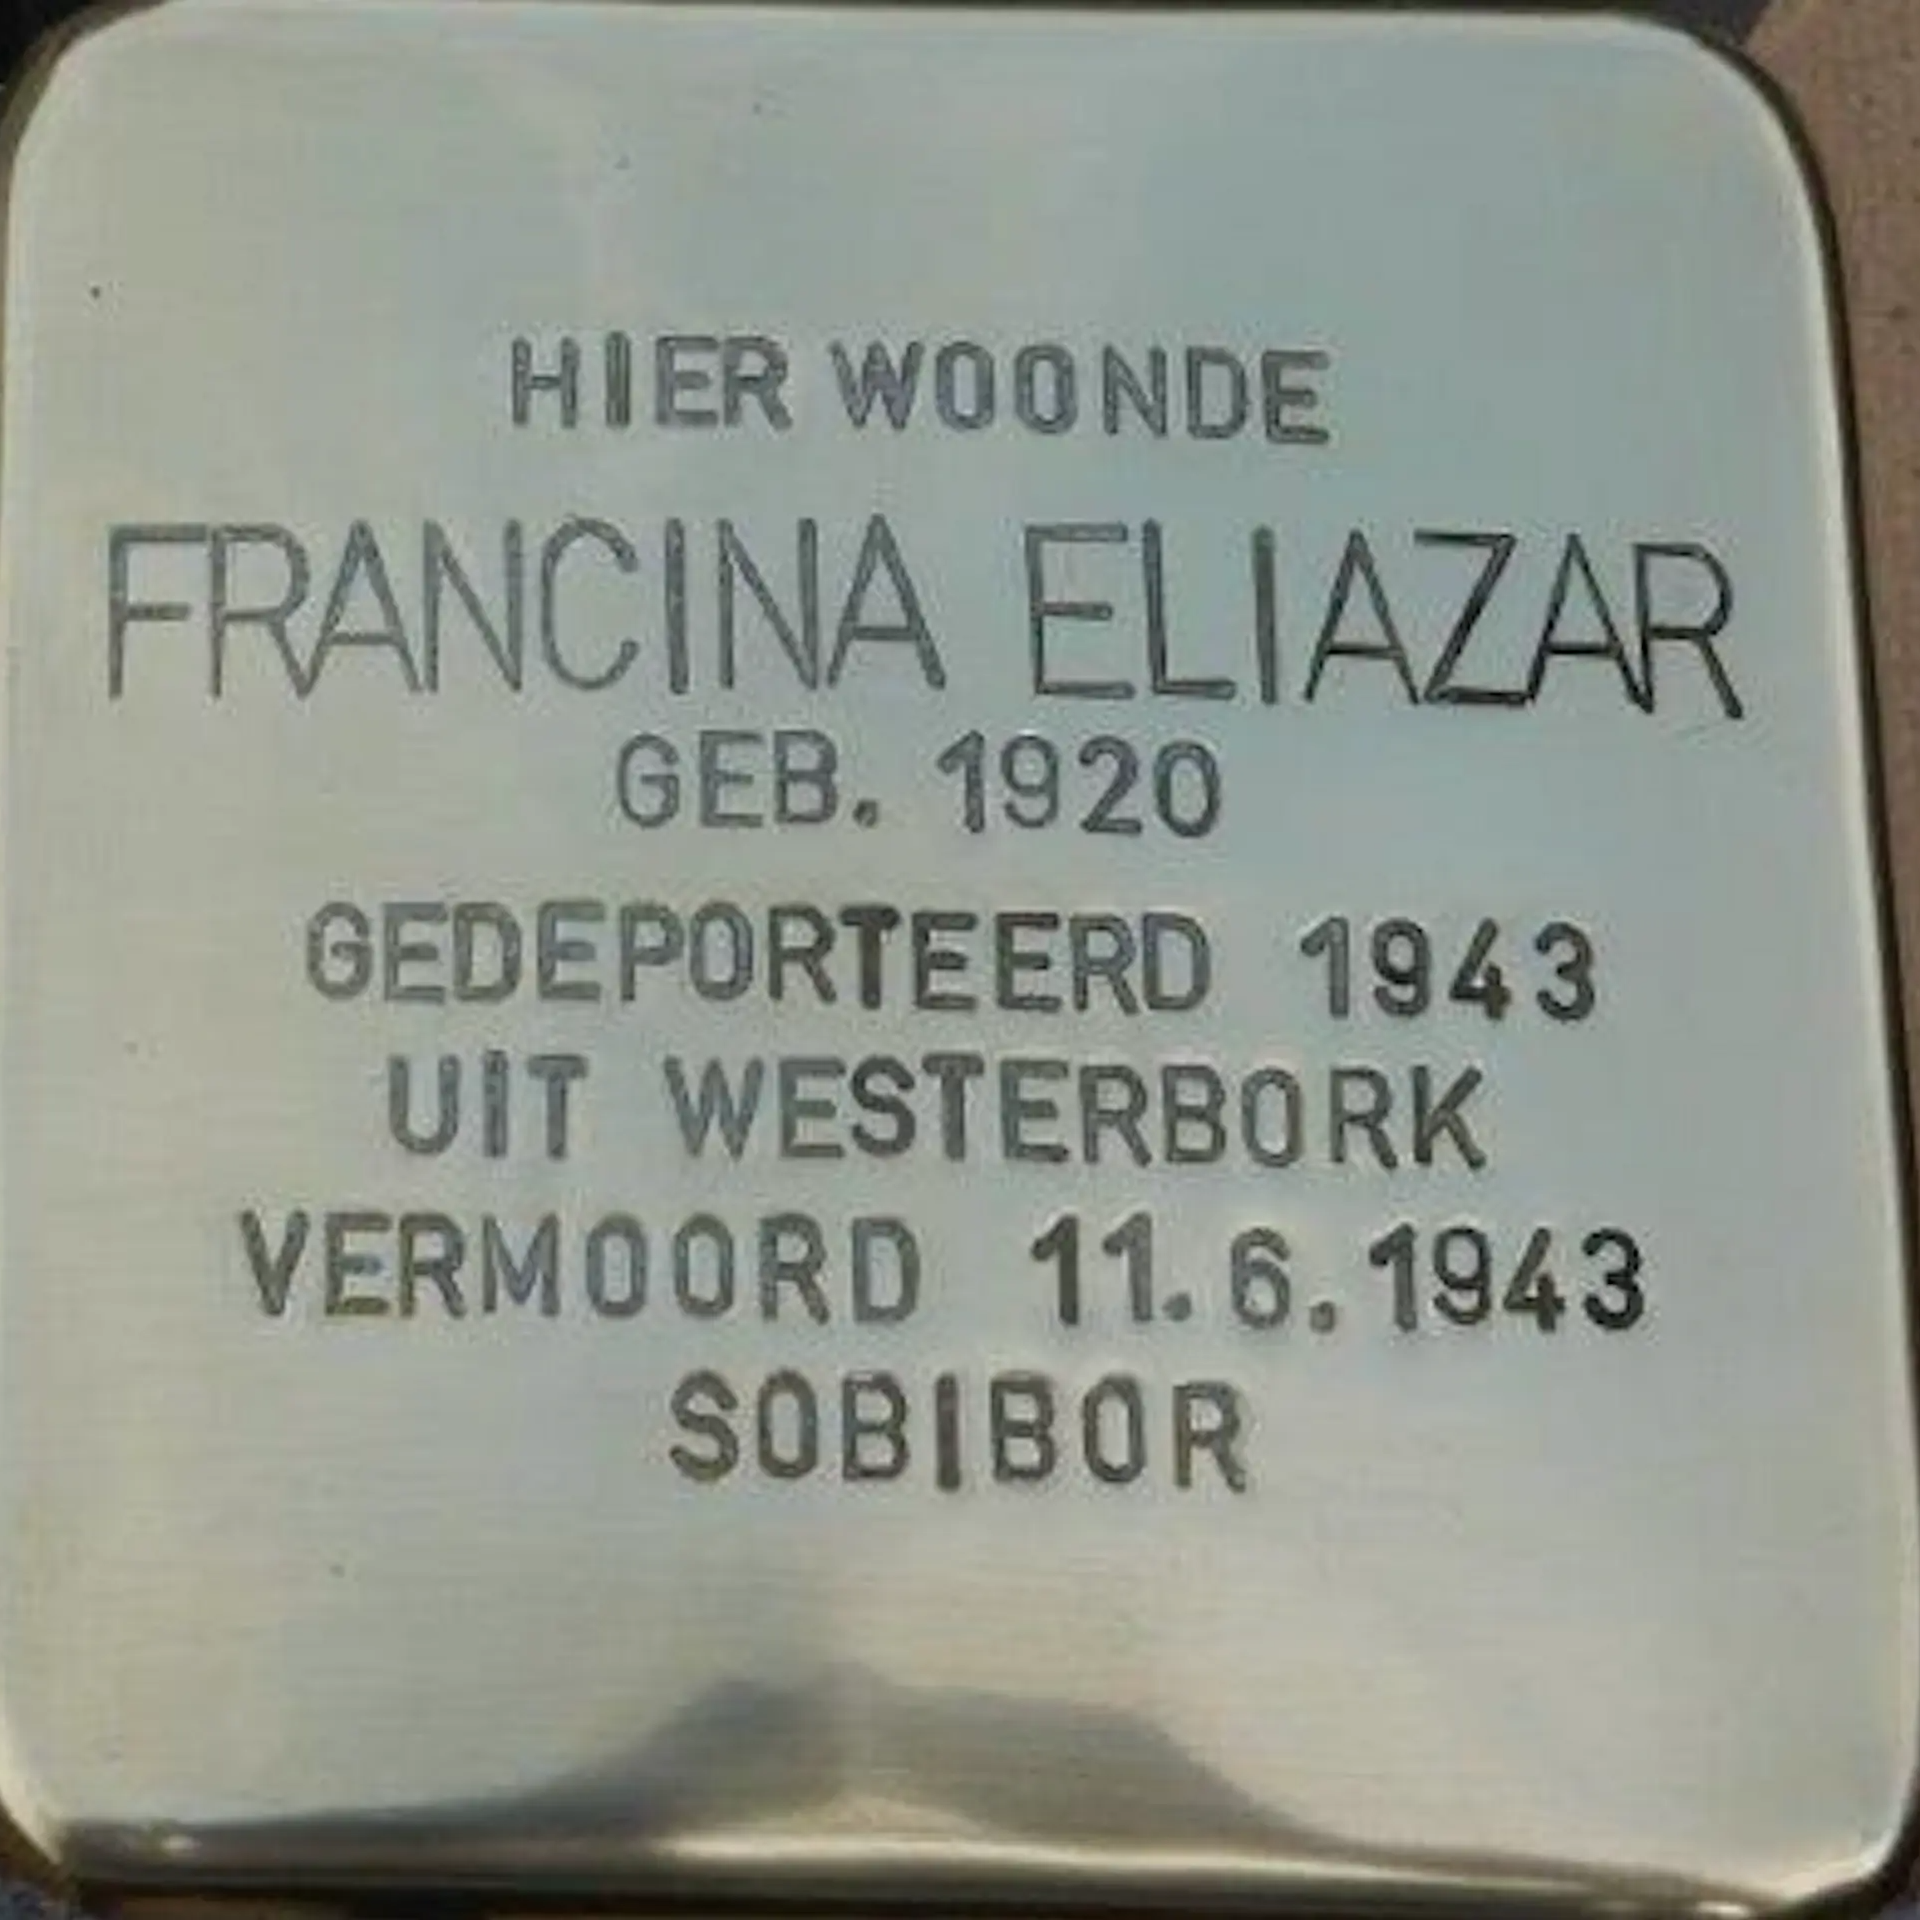 HIER WOONDE
FRANCINA ELIAZAR
GEB. 1920
GEDEPORTEERD 1943
UIT WESTERBORK
VERMOORD 11.6.1943
SOBIBOR